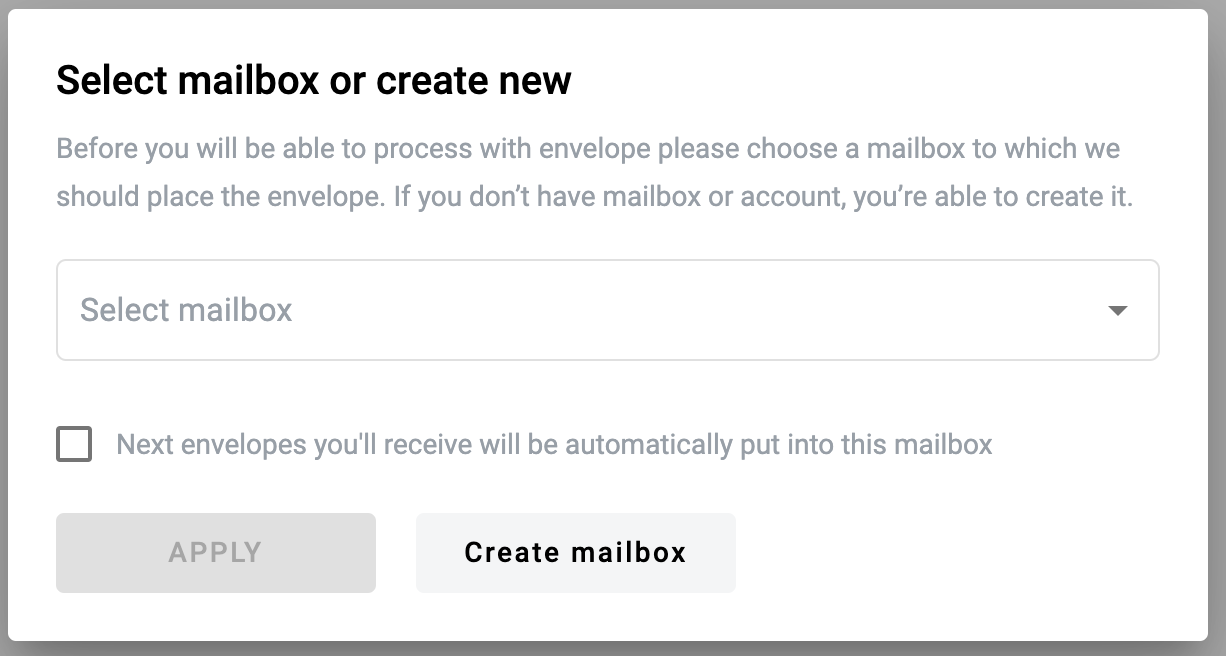 Select mailbox or create new
Before you will be able to process with envelope please choose a mailbox to which we
should place the envelope. If you don’t have mailbox or account, you’re able to create it.
Select mailbox
Next envelopes you'll receive will be automatically put into this mailbox
APPLY
Create mailbox